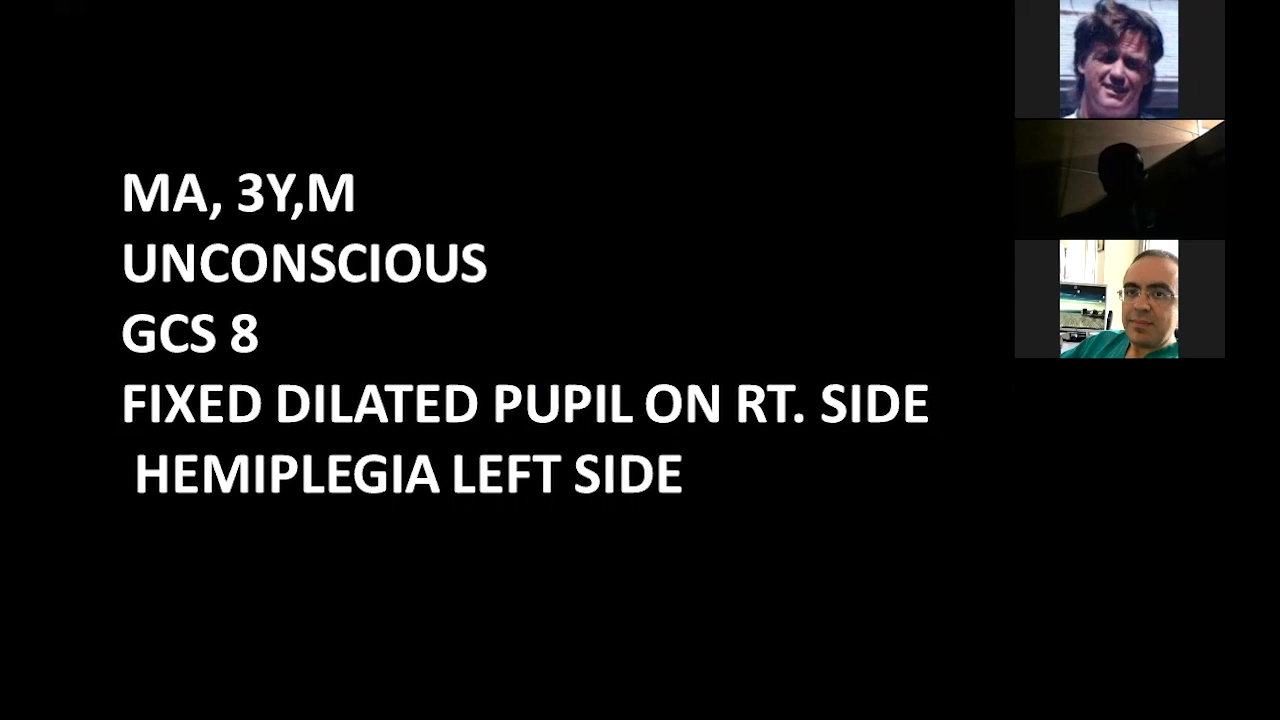 MA, 3Y,M
UNCONSCIOUS
GCS 8
FIXED DILATED PUPIL ON RT. SIDE
HEMIPLEGIA LEFT SIDE